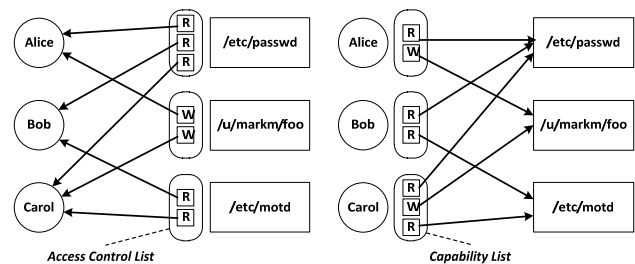 Alice
R
R
R
/etc/passwd
Bob
W
W
/u/markm/foo
Carol
R
R
/etc/motd
Access Control List
Alice
R
W
/etc/passwd
Bob
R
R
/u/markm/foo
Carol
R
W
R
/etc/motd
Capability List